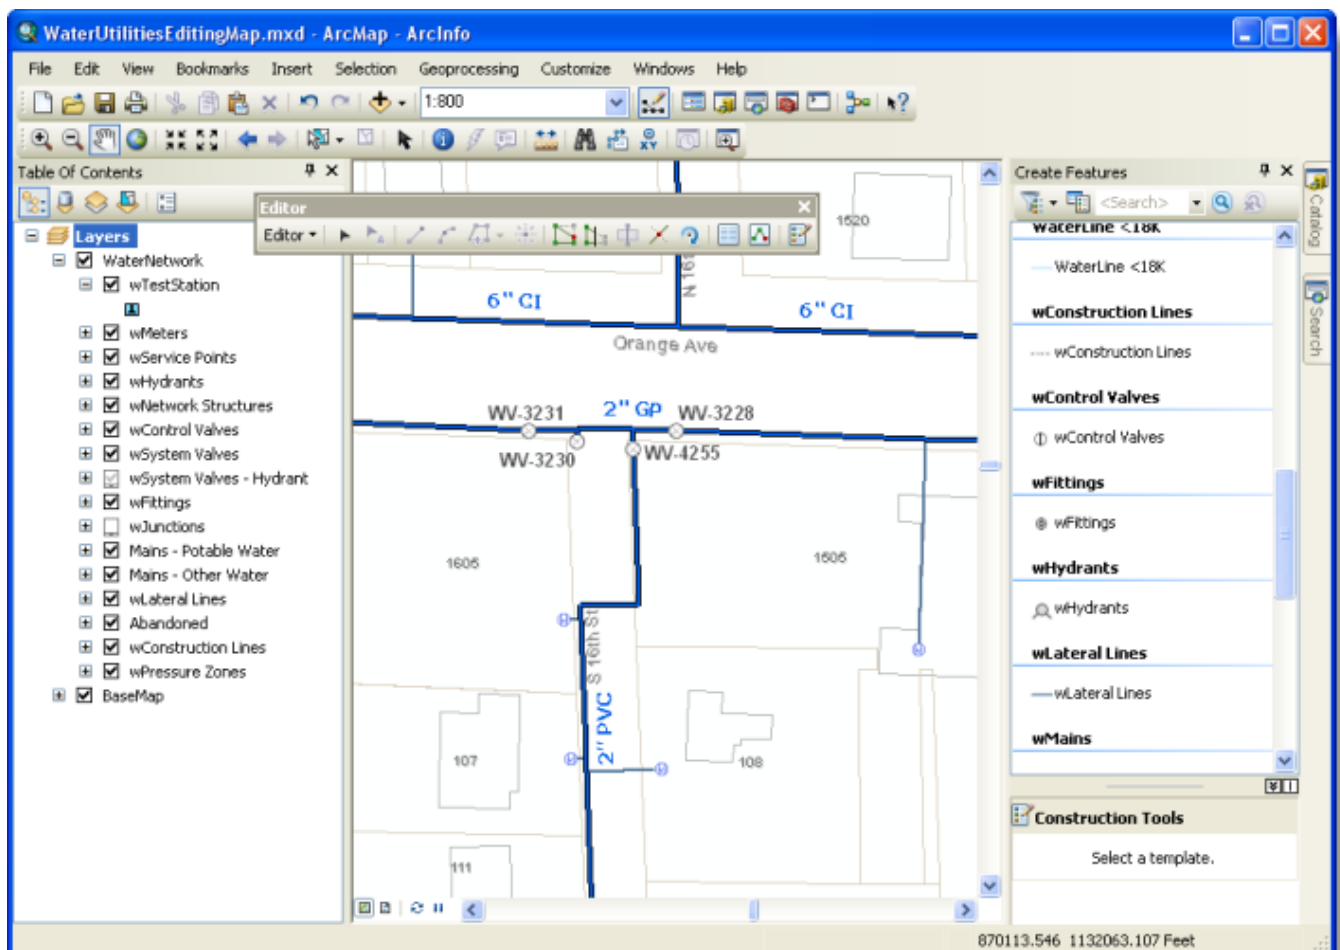 WaterUtilitiesEditingMap.mxd - ArcMap - ArcInfo
File Edit View Bookmarks Insert Selection Geoprocessing Customize Windows Help
1:800
Table Of Contents
Layers
WaterNetwork
wTestStation
wMeters
wService Points
wHydrants
wNetwork Structures
wControl Valves
wSystem Valves
wSystem Valves - Hydrant
wFittings
wJunctions
Mains - Potable Water
Mains - Other Water
wLateral Lines
Abandoned
wConstruction Lines
wPressure Zones
BaseMap
Editor
Editor
1520
N 16th
6" CI
6" CI
Orange Ave
WV-3231
2" GP
WV-3228
WV-3230
WV-4255
1605
1505
S 16th St
2" PVC
107
108
111
Create Features
<Search>
WaterLine <18K
WaterLine <18K
wConstruction Lines
wConstruction Lines
wControl Valves
wControl Valves
wFittings
wFittings
wHydrants
wHydrants
wLateral Lines
wLateral Lines
wMains
Construction Tools
Select a template.
Catalog
Search
870113.546 1132063.107 Feet